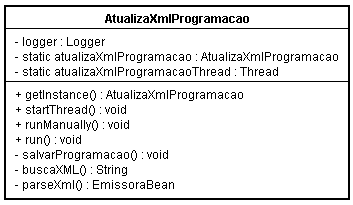 AtualizaXmlProgramacao
- logger : Logger
- static atualizaXmlProgramacao : AtualizaXmlProgramacao
- static atualizaXmlProgramacaoThread : Thread
+ getInstance() : AtualizaXmlProgramacao
+ startThread() : void
+ runManually() : void
+ run() : void
- salvarProgramacao() : void
- buscaXML() : String
- parseXml() : EmissoraBean